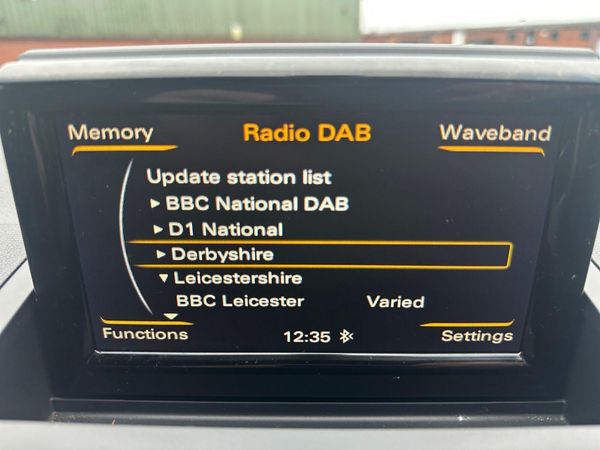 Memory Radio DAB Waveband
Update station list
▸ BBC National DAB
▸ D1 National
▸ Derbyshire
▾ Leicestershire
BBC Leicester Varied
Functions 12:35 Settings